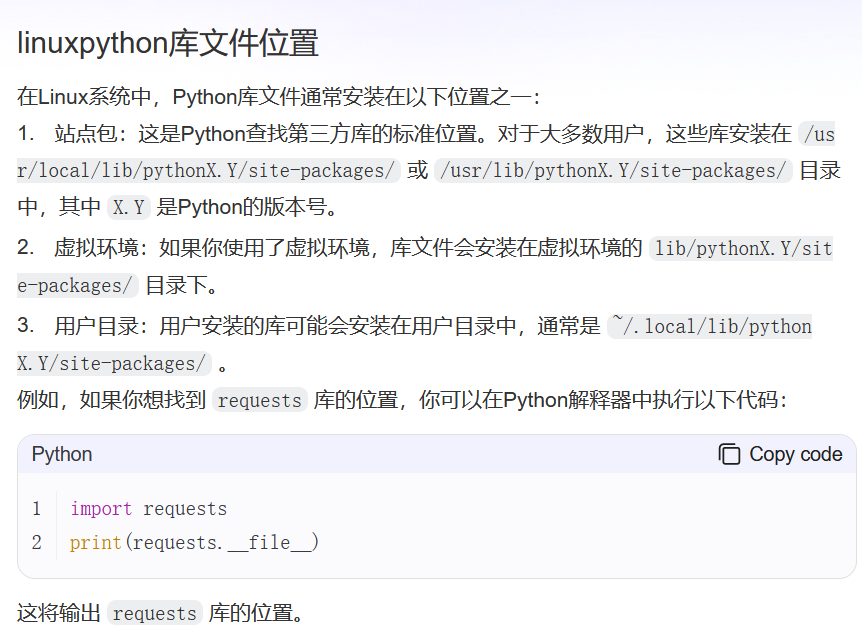 linuxpython库文件位置
在Linux系统中，Python库文件通常安装在以下位置之一：
1. 站点包：这是Python查找第三方库的标准位置。对于大多数用户，这些库安装在 /us
r/local/lib/pythonX.Y/site-packages/ 或 /usr/lib/pythonX.Y/site-packages/ 目录
中，其中 X.Y 是Python的版本号。
2. 虚拟环境：如果你使用了虚拟环境，库文件会安装在虚拟环境的 lib/pythonX.Y/sit
e-packages/ 目录下。
3. 用户目录：用户安装的库可能会安装在用户目录中，通常是 ~/.local/lib/python
X.Y/site-packages/ 。
例如，如果你想找到 requests 库的位置，你可以在Python解释器中执行以下代码：
Python Copy code
1 import requests
2 print(requests.__file__)
这将输出 requests 库的位置。